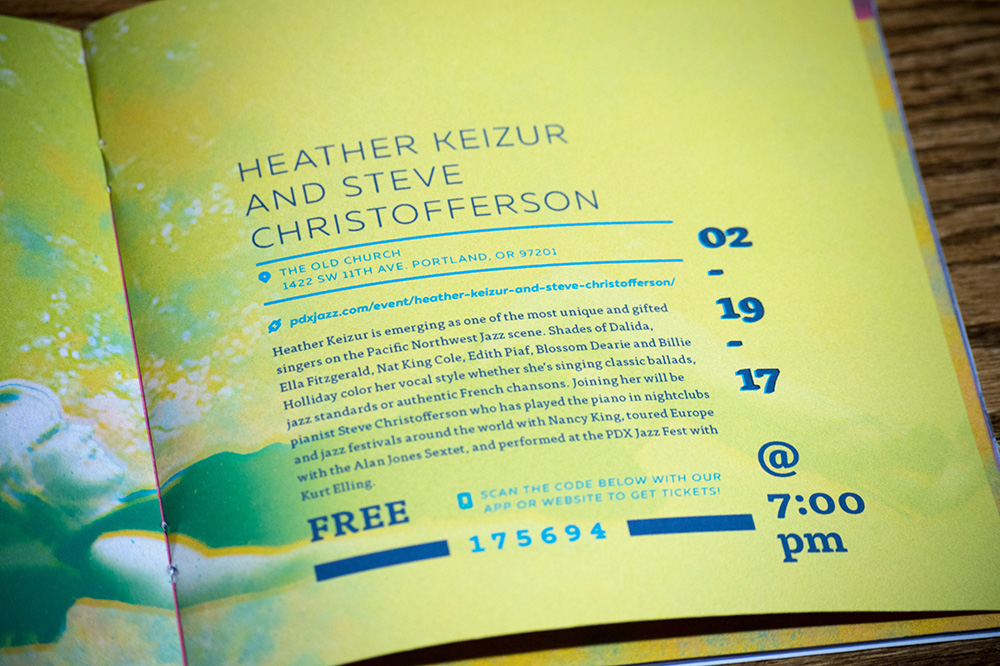 HEATHER KEIZUR
AND STEVE
CHRISTOFFERSON
THE OLD CHURCH
1422 SW 11TH AVE. PORTLAND, OR 97201
pdxjazz.com/event/heather-keizur-and-steve-christofferson/
Heather Keizur is emerging as one of the most unique and gifted
singers on the Pacific Northwest Jazz scene. Shades of Dalida,
Ella Fitzgerald, Nat King Cole, Edith Piaf, Blossom Dearie and Billie
Holliday color her vocal style whether she's singing classic ballads,
jazz standards or authentic French chansons. Joining her will be
pianist Steve Christofferson who has played the piano in nightclubs
and jazz festivals around the world with Nancy King, toured Europe
with the Alan Jones Sextet, and performed at the PDX Jazz Fest with
Kurt Elling.
FREE
SCAN THE CODE BELOW WITH OUR
APP OR WEBSITE TO GET TICKETS!
175694
02
-
19
-
17
@
7:00
pm